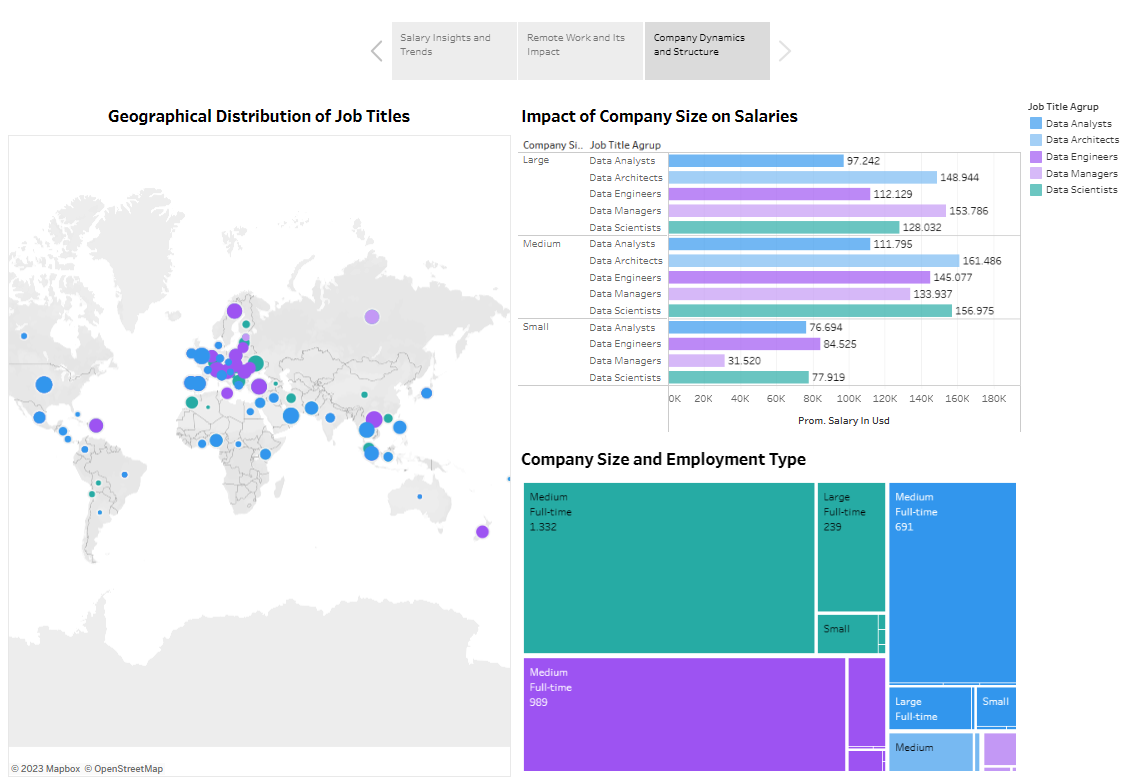 Salary Insights and
Trends
Remote Work and Its
Impact
Company Dynamics
and Structure
Geographical Distribution of Job Titles
© 2023 Mapbox © OpenStreetMap
Impact of Company Size on Salaries
Company Si.. Job Title Agrup
Large Data Analysts 97.242
Data Architects 148.944
Data Engineers 112.129
Data Managers 153.786
Data Scientists 128.032
Medium Data Analysts 111.795
Data Architects 161.486
Data Engineers 145.077
Data Managers 133.937
Data Scientists 156.975
Small Data Analysts 76.694
Data Engineers 84.525
Data Managers 31.520
Data Scientists 77.919
0K 20K 40K 60K 80K 100K 120K 140K 160K 180K
Prom. Salary In Usd
Job Title Agrup
Data Analysts
Data Architects
Data Engineers
Data Managers
Data Scientists
Company Size and Employment Type
Medium
Full-time
1.332
Large
Full-time
239
Small
Medium
Full-time
691
Medium
Full-time
989
Large
Full-time
Small
Medium